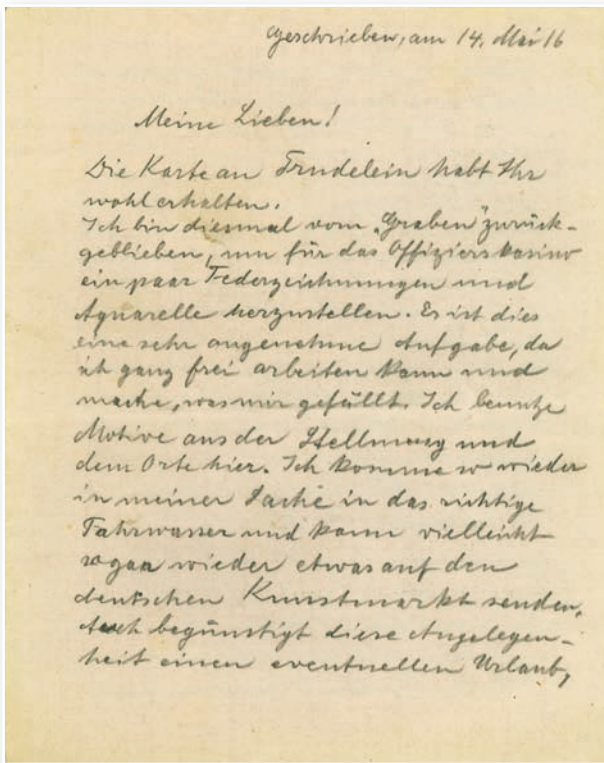 geschrieben, am 14. Mai 16
Meine Lieben!
Die Karte an Trudelein habt Ihr
wohl erhalten.
Ich bin diesmal vom „Graben“ zurück-
geblieben, um für das Offizierskasino
ein paar Federzeichnungen und
Aquarelle herzustellen. Es ist dies
eine sehr angenehme Aufgabe, da
ich ganz frei arbeiten kann und
mache, was mir gefällt. Ich benutze
Motive aus der Stellung und
dem Orte hier. Ich komme so wieder
in meiner Sache in das richtige
Fahrwasser und kann vielleicht
sogar wieder etwas auf den
deutschen Kunstmarkt senden.
Auch begünstigt diese Angelegen-
heit einen eventuellen Urlaub,